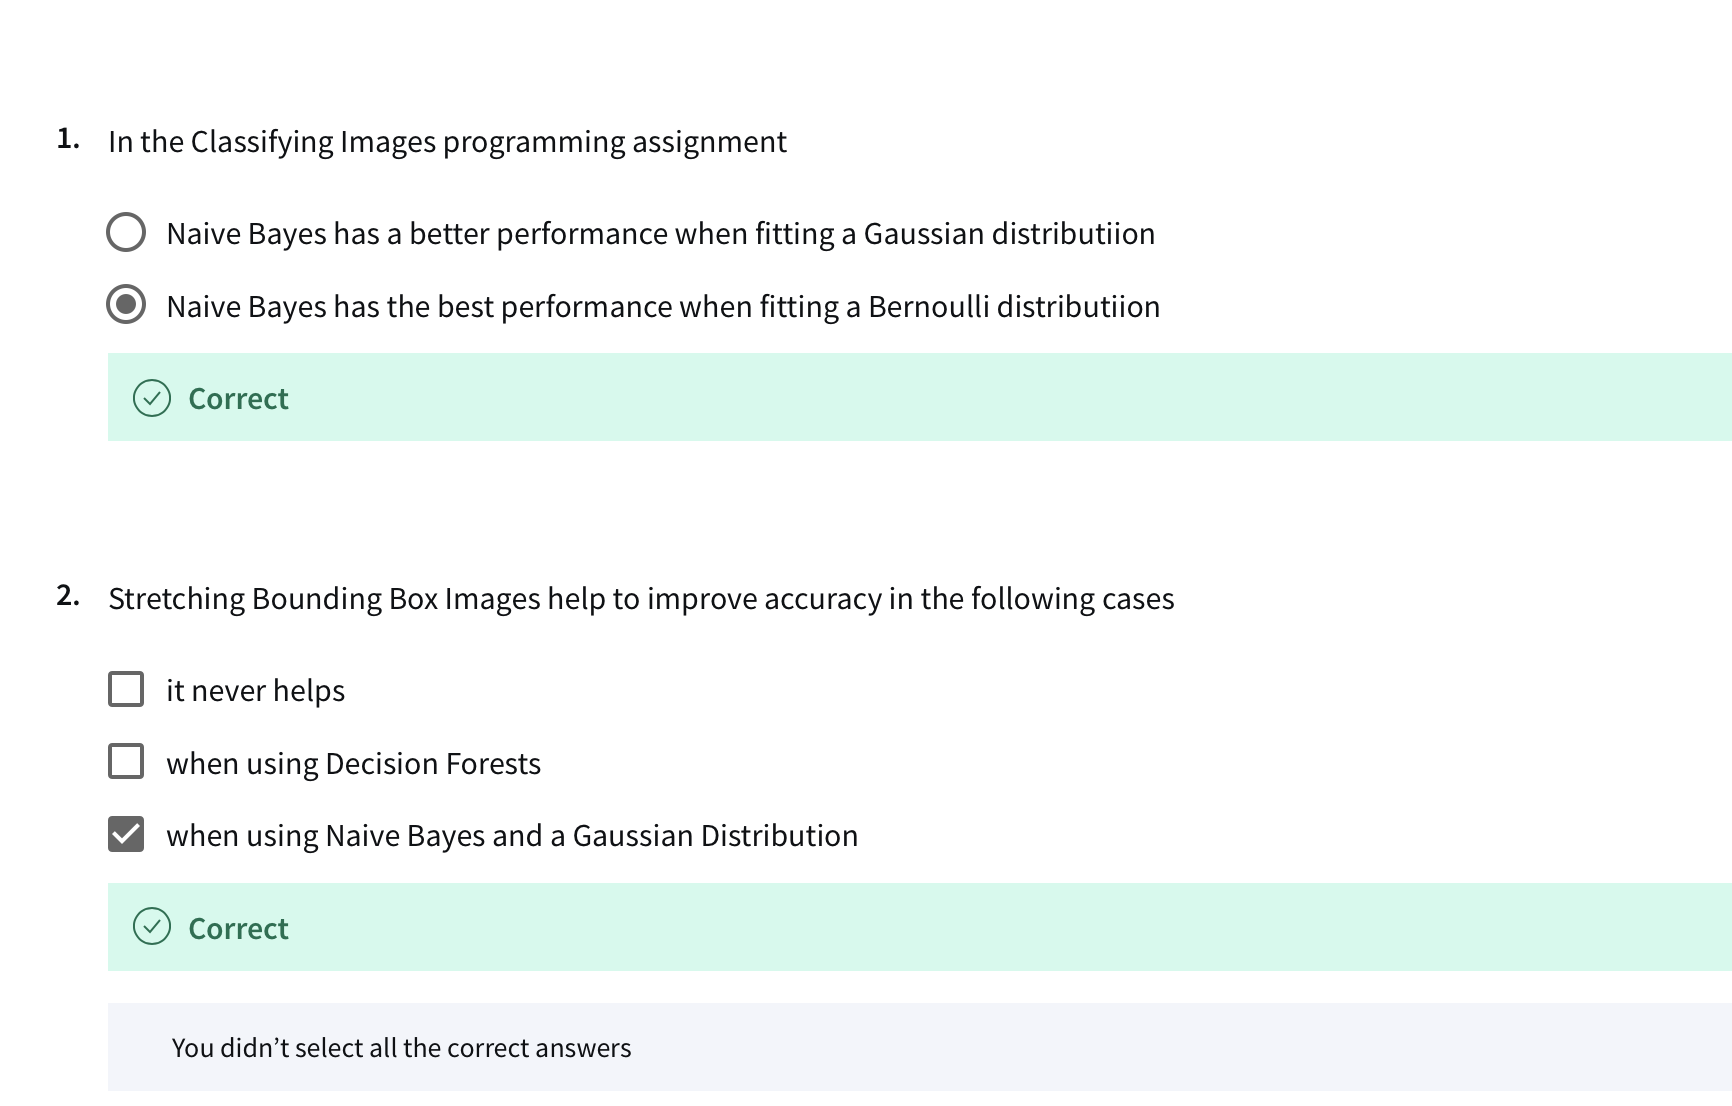 1. In the Classifying Images programming assignment
Naive Bayes has a better performance when fitting a Gaussian distributiion
Naive Bayes has the best performance when fitting a Bernoulli distributiion
Correct
2. Stretching Bounding Box Images help to improve accuracy in the following cases
it never helps
when using Decision Forests
when using Naive Bayes and a Gaussian Distribution
Correct
You didn’t select all the correct answers